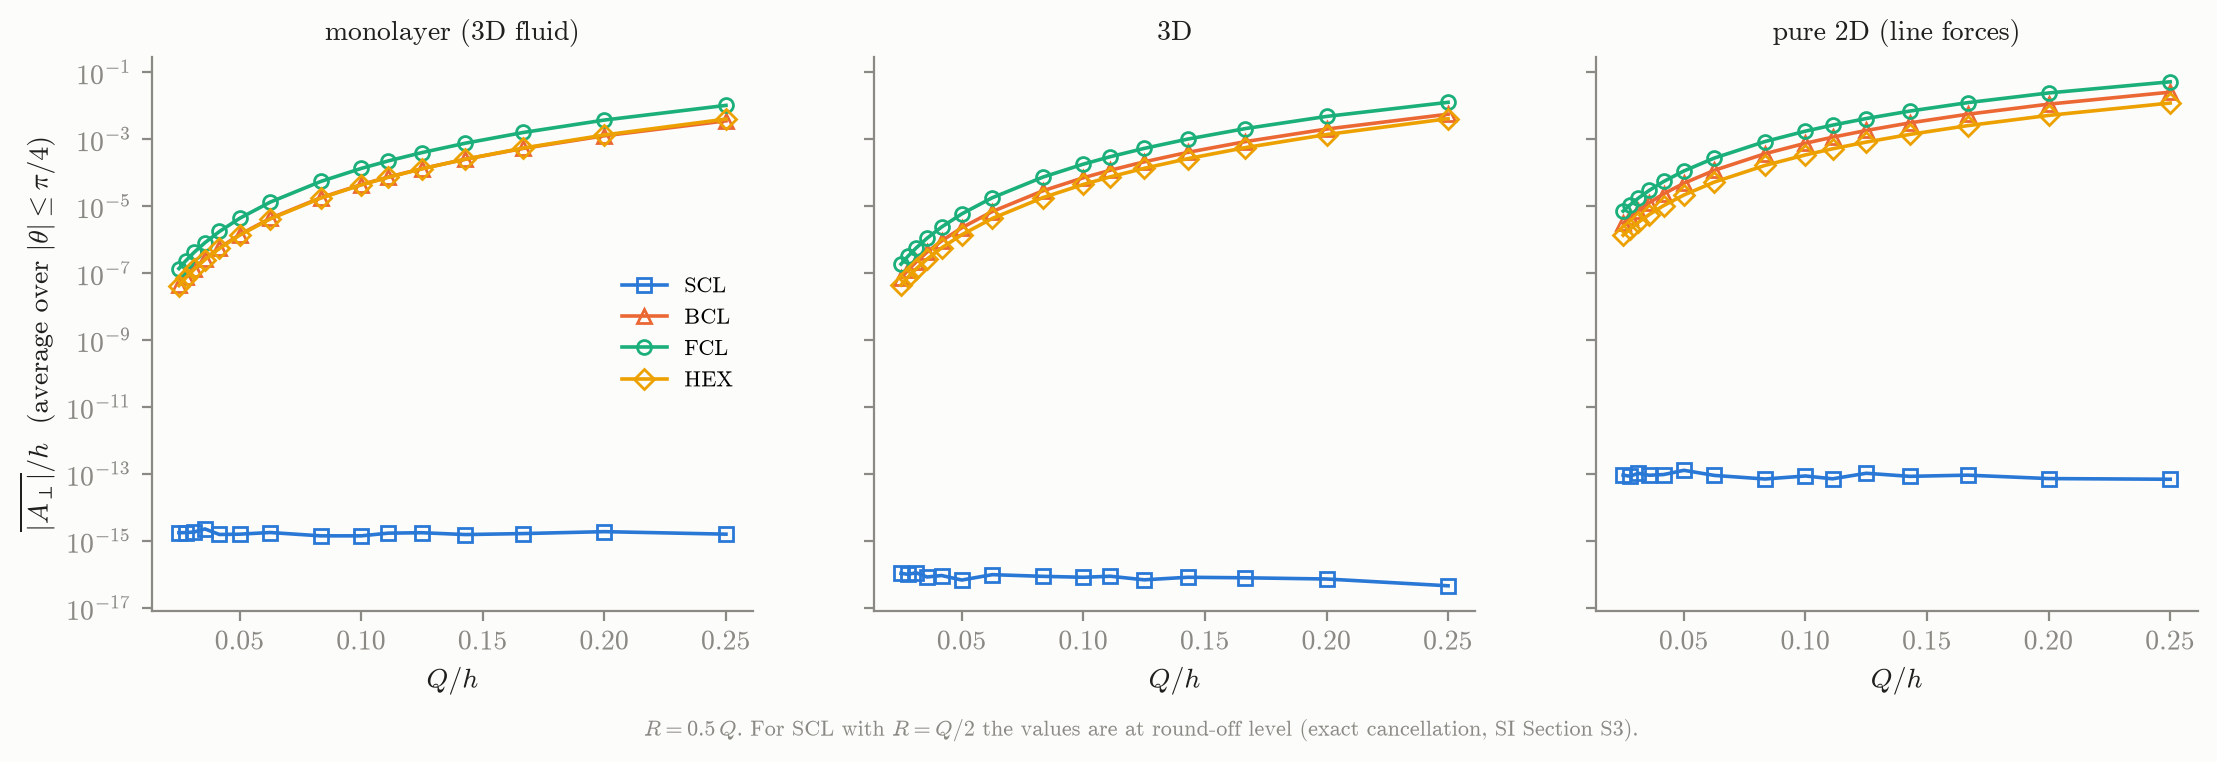 monolayer (3D fluid)
3D
pure 2D (line forces)
10⁻¹
10⁻³
10⁻⁵
10⁻⁷
10⁻⁹
10⁻¹¹
10⁻¹³
10⁻¹⁵
10⁻¹⁷
|A⊥|/h (average over |θ| ≤ π/4)
SCL
BCL
FCL
HEX
0.05 0.10 0.15 0.20 0.25
0.05 0.10 0.15 0.20 0.25
0.05 0.10 0.15 0.20 0.25
Q/h
Q/h
Q/h
R = 0.5 Q. For SCL with R = Q/2 the values are at round-off level (exact cancellation, SI Section S3).